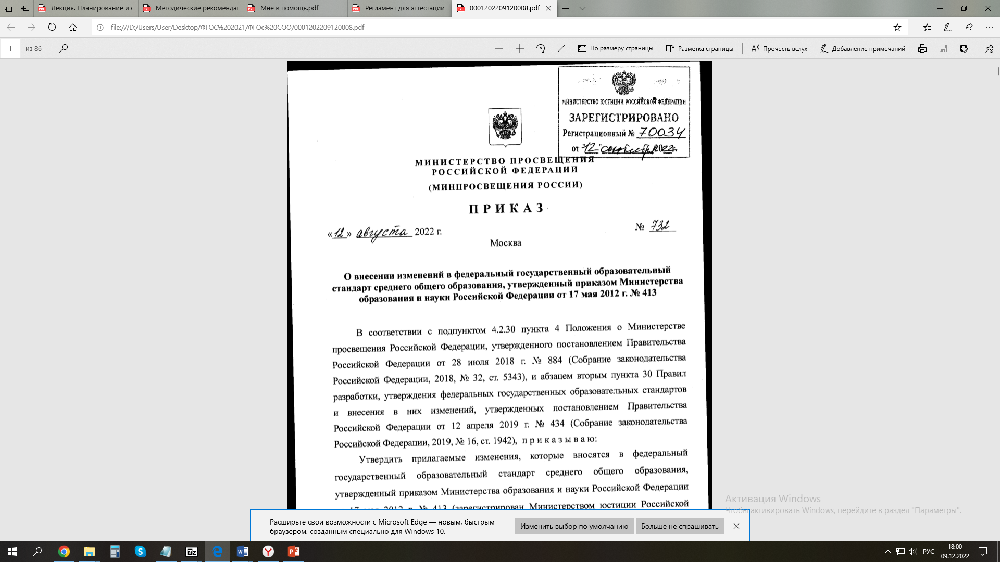 Лекция. Планирование и с
Методические рекомендац
Мне в помощь.pdf
Регламент для аттестации
0001202209120008.pdf
file:///D:/Users/User/Desktop/ФГОС%202021/ФГОс%20СОО/0001202209120008.pdf
1 из 86
По размеру страницы
Разметка страницы
Прочесть вслух
Добавление примечаний
МИНИСТЕРСТВО ЮСТИЦИИ РОССИЙСКОЙ ФЕДЕРАЦИИ
ЗАРЕГИСТРИРОВАНО
Регистрационный № 70034
от "12" сентября 2022 г.
МИНИСТЕРСТВО ПРОСВЕЩЕНИЯ
РОССИЙСКОЙ ФЕДЕРАЦИИ
(МИНПРОСВЕЩЕНИЯ РОССИИ)
ПРИКАЗ
«12» августа 2022 г.
№ 732
Москва
О внесении изменений в федеральный государственный образовательный
стандарт среднего общего образования, утвержденный приказом Министерства
образования и науки Российской Федерации от 17 мая 2012 г. № 413
В соответствии с подпунктом 4.2.30 пункта 4 Положения о Министерстве
просвещения Российской Федерации, утвержденного постановлением Правительства
Российской Федерации от 28 июля 2018 г. № 884 (Собрание законодательства
Российской Федерации, 2018, № 32, ст. 5343), и абзацем вторым пункта 30 Правил
разработки, утверждения федеральных государственных образовательных стандартов
и внесения в них изменений, утвержденных постановлением Правительства
Российской Федерации от 12 апреля 2019 г. № 434 (Собрание законодательства
Российской Федерации, 2019, № 16, ст. 1942), п р и к а з ы в а ю:
Утвердить прилагаемые изменения, которые вносятся в федеральный
государственный образовательный стандарт среднего общего образования,
утвержденный приказом Министерства образования и науки Российской Федерации
17 мая 2012 г. № 413 (зарегистрирован Министерством юстиции Российской
Активация Windows
Чтобы активировать Windows, перейдите в раздел "Параметры".
Расширьте свои возможности с Microsoft Edge — новым, быстрым
браузером, созданным специально для Windows 10.
Изменить выбор по умолчанию
Больше не спрашивать
РУС
18:00
09.12.2022